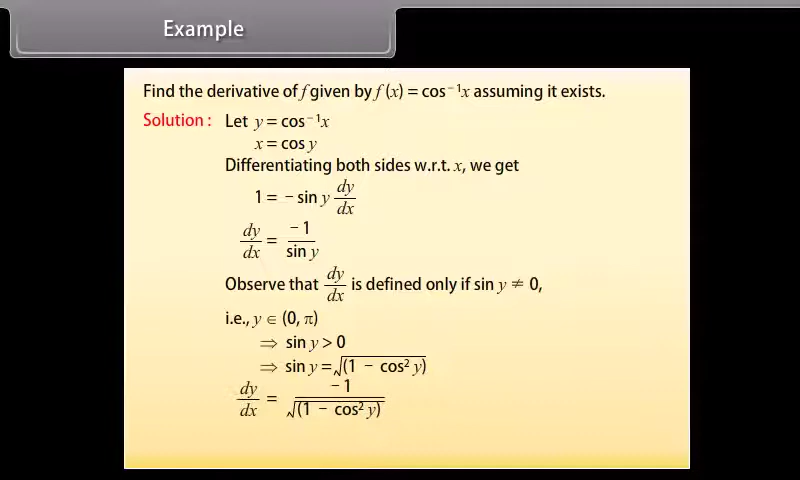 Example
Find the derivative of f given by f (x) = cos⁻¹x assuming it exists.
Solution : Let y = cos⁻¹x
x = cos y
Differentiating both sides w.r.t. x, we get
1 = − sin y dy/dx
dy/dx = −1/sin y
Observe that dy/dx is defined only if sin y ≠ 0,
i.e., y ∈ (0, π)
⇒ sin y > 0
⇒ sin y = √(1 − cos² y)
dy/dx = −1/√(1 − cos² y)